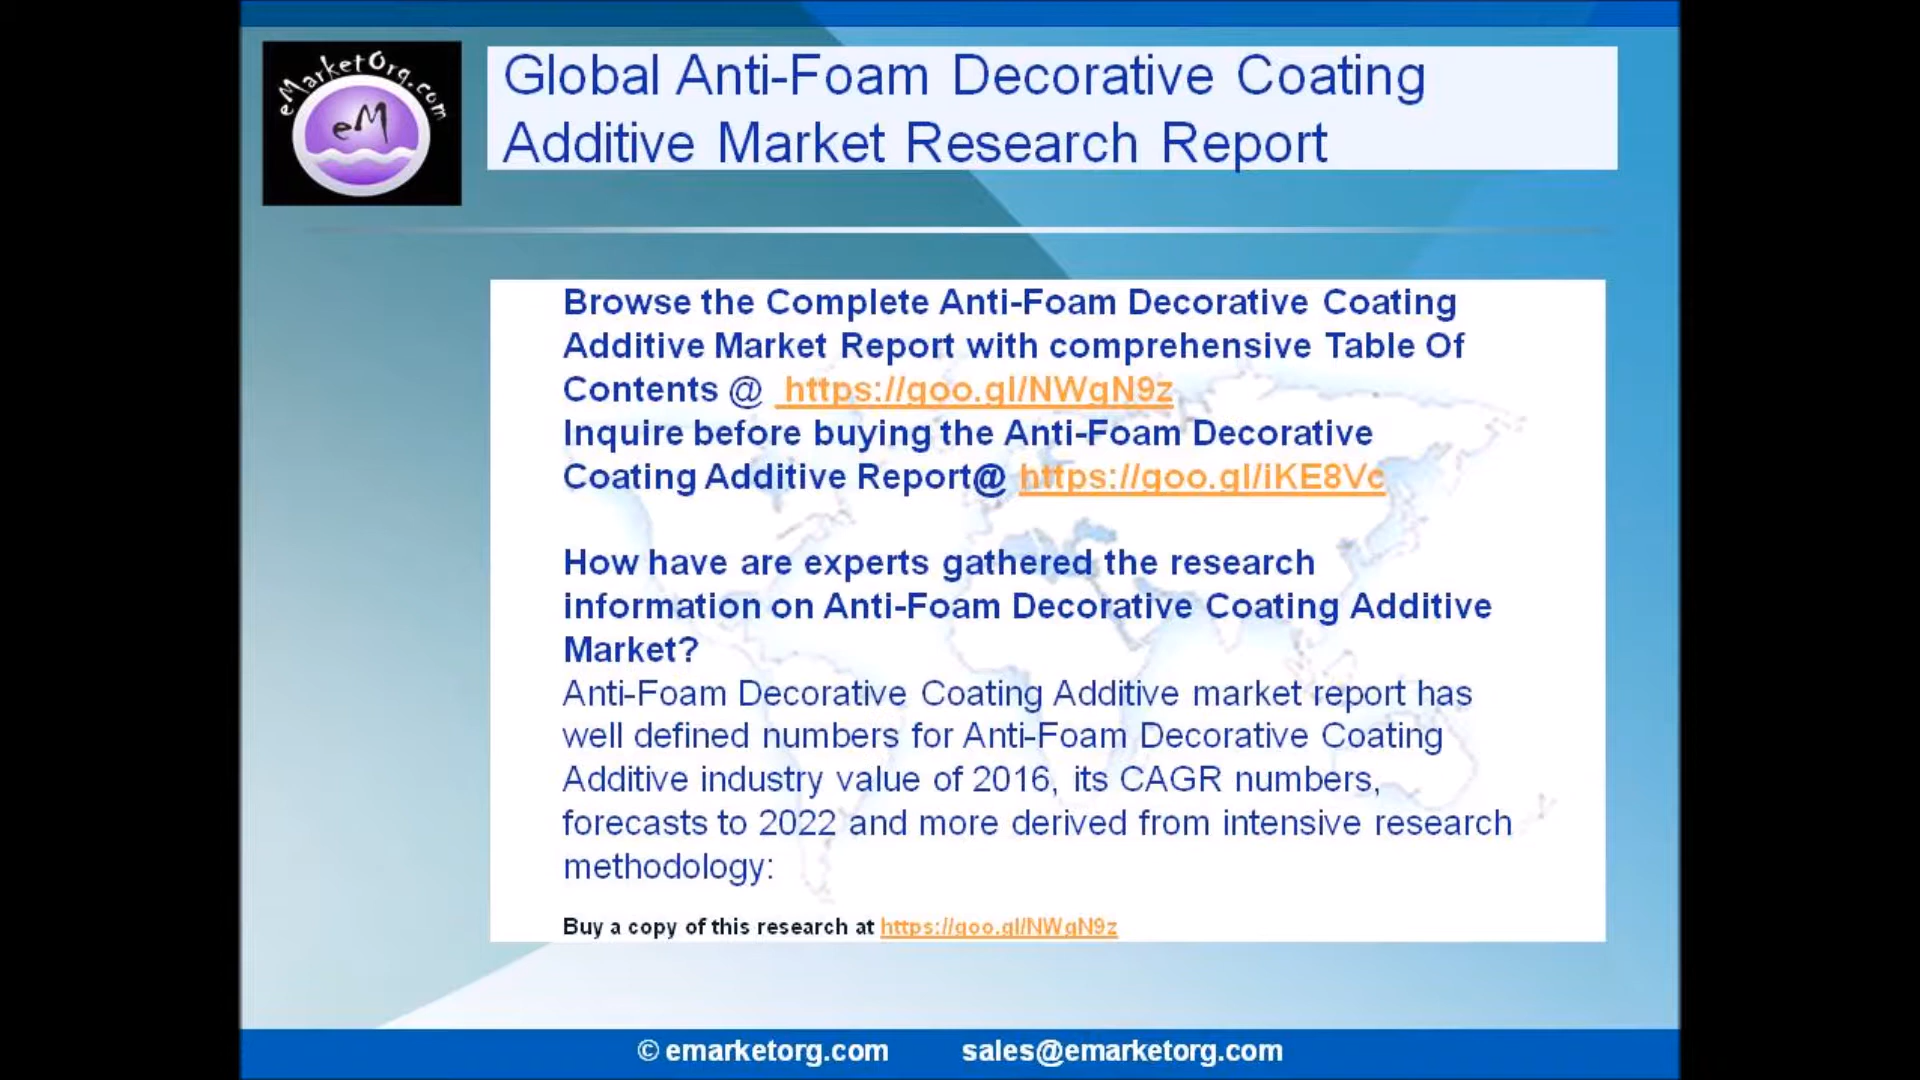 eMarketOrg.com
eM
Global Anti-Foam Decorative Coating
Additive Market Research Report
Browse the Complete Anti-Foam Decorative Coating
Additive Market Report with comprehensive Table Of
Contents @ https://goo.gl/NWgN9z
Inquire before buying the Anti-Foam Decorative
Coating Additive Report@ https://goo.gl/iKE8Vc
How have are experts gathered the research
information on Anti-Foam Decorative Coating Additive
Market?
Anti-Foam Decorative Coating Additive market report has
well defined numbers for Anti-Foam Decorative Coating
Additive industry value of 2016, its CAGR numbers,
forecasts to 2022 and more derived from intensive research
methodology:
Buy a copy of this research at https://goo.gl/NWgN9z
© emarketorg.com sales@emarketorg.com